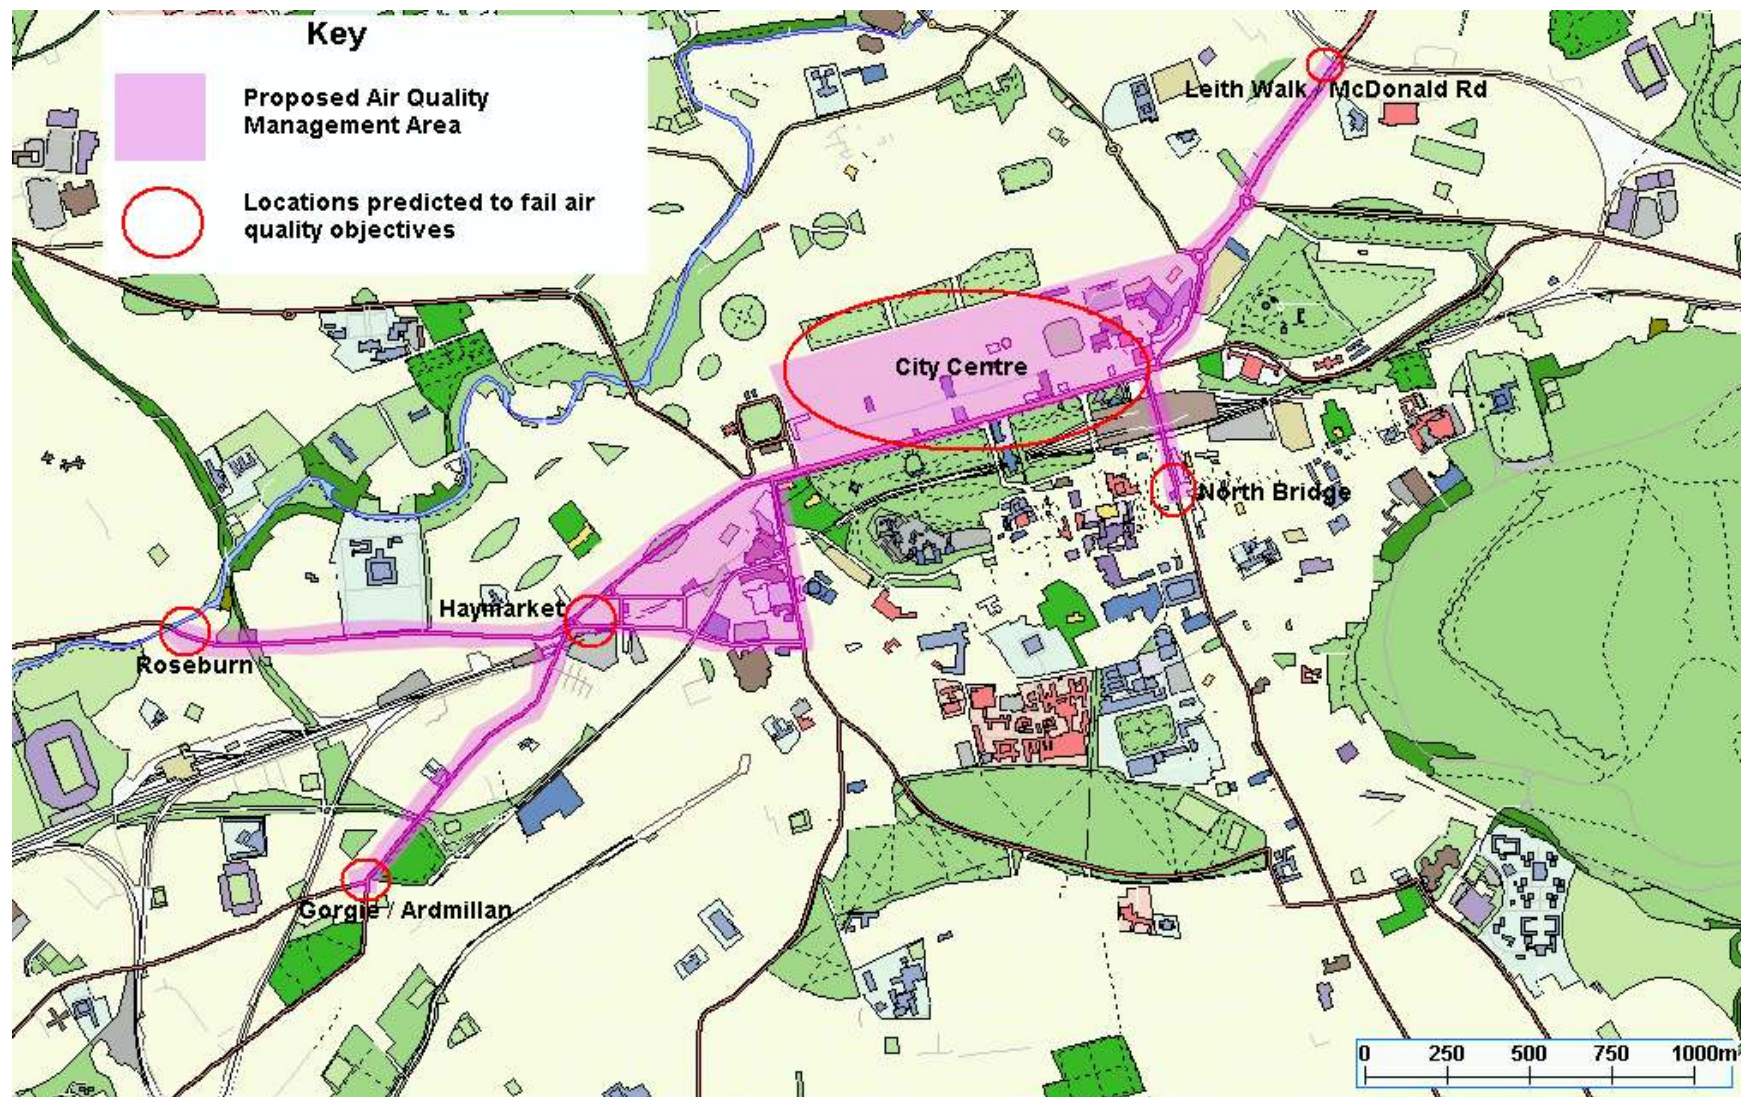 Key
Proposed Air Quality
Management Area
Locations predicted to fail air
quality objectives
Leith Walk / McDonald Rd
City Centre
North Bridge
Haymarket
Roseburn
Gorgie / Ardmillan
0 250 500 750 1000m